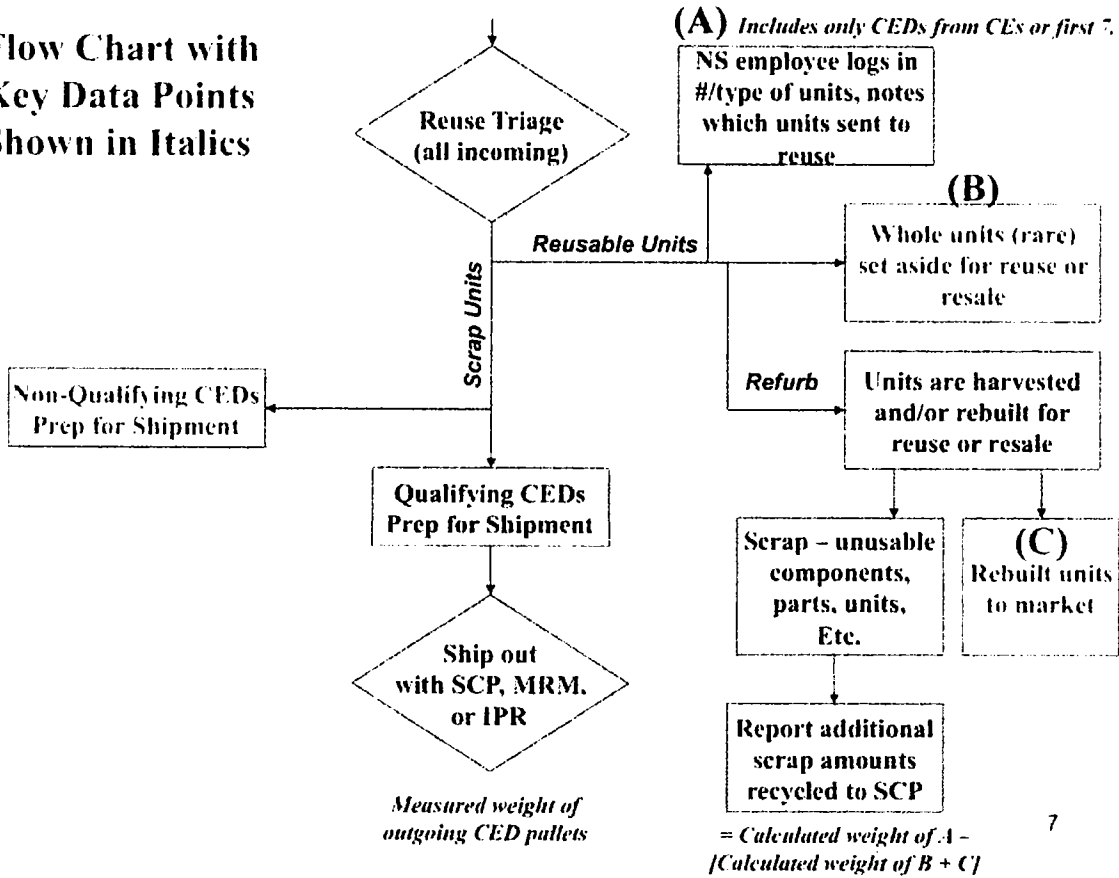 Flow Chart with
Key Data Points
Shown in Italics
Reuse Triage
(all incoming)
(A) Includes only CEDs from CEs or first 7.
NS employee logs in
#/type of units, notes
which units sent to
reuse
Reusable Units
Scrap Units
(B)
Whole units (rare)
set aside for reuse or
resale
Refurb
Units are harvested
and/or rebuilt for
reuse or resale
Non-Qualifying CEDs
Prep for Shipment
Qualifying CEDs
Prep for Shipment
Scrap – unusable
components,
parts, units,
Etc.
(C)
Rebuilt units
to market
Ship out
with SCP, MRM,
or IPR
Report additional
scrap amounts
recycled to SCP
Measured weight of
outgoing CED pallets
= Calculated weight of A –
[Calculated weight of B + C]
7